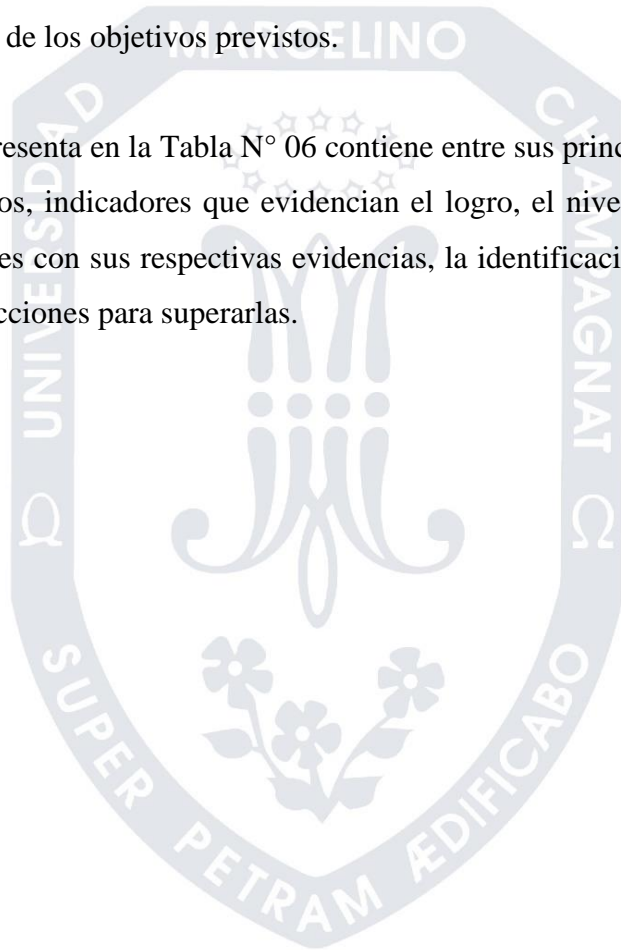 de los objetivos previstos.
resenta en la Tabla N° 06 contiene entre sus princ
os, indicadores que evidencian el logro, el nive
es con sus respectivas evidencias, la identificaci
cciones para superarlas.
UNIVERSIDAD MARCELINO CHAMPAGNAT
Ω Ω
SUPER PETRAM ÆDIFICABO